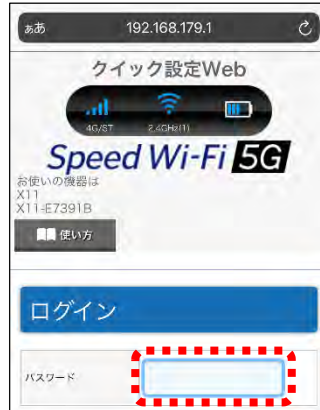 ぁあ 192.168.179.1
クイック設定Web
4G/5T 2.4GHz(1)
Speed Wi-Fi 5G
お使いの機器は
X11
X11-E7391B
使い方
ログイン
パスワード